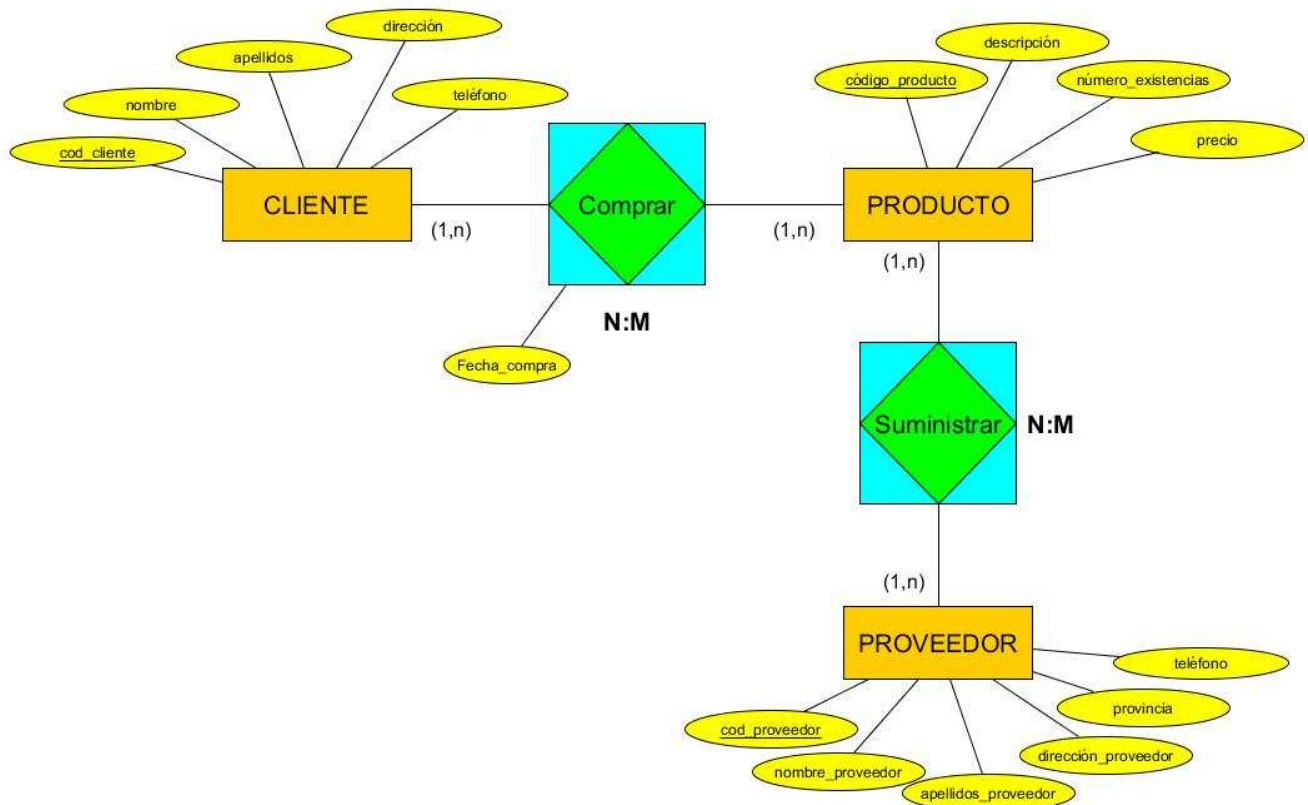 dirección
descripción
apellidos
código_producto
número_existencias
nombre
teléfono
cod_cliente
precio
CLIENTE
Comprar
PRODUCTO
(1,n)
(1,n)
(1,n)
N:M
Fecha_compra
Suministrar
N:M
(1,n)
PROVEEDOR
teléfono
provincia
cod_proveedor
dirección_proveedor
nombre_proveedor
apellidos_proveedor